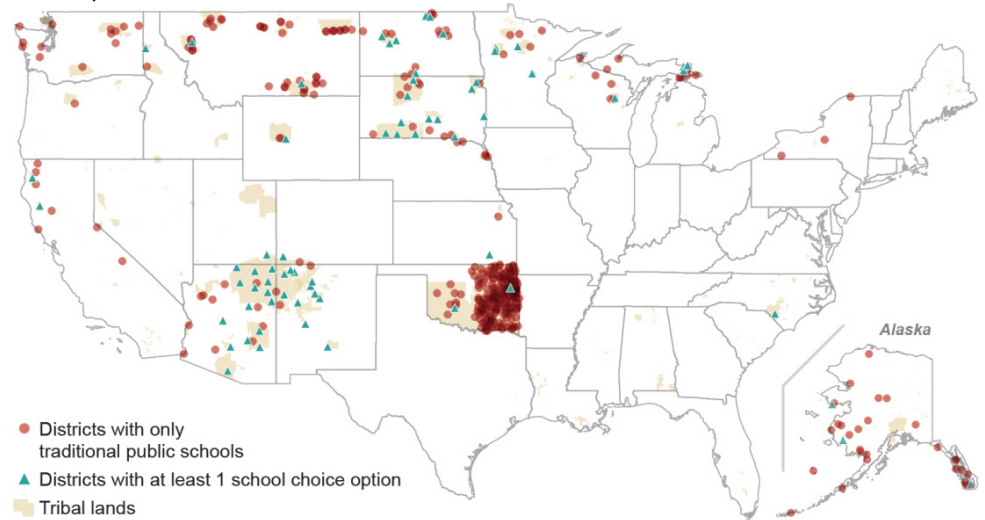 Alaska
Districts with only
traditional public schools
Districts with at least 1 school choice option
Tribal lands